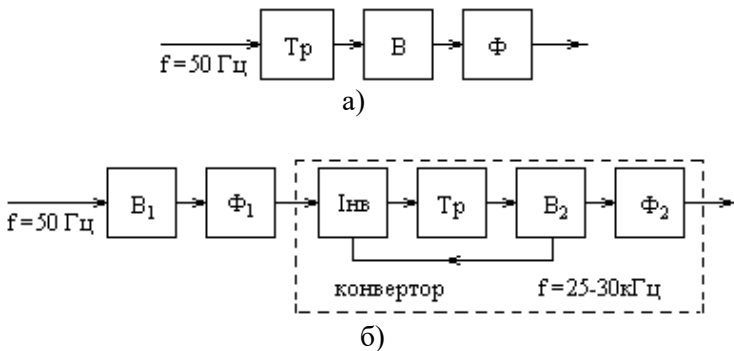 Тр В Ф
f=50 Гц
а)
В1 Ф1 Інв Тр В2 Ф2
f=50 Гц
конвертор f=25-30кГц
б)